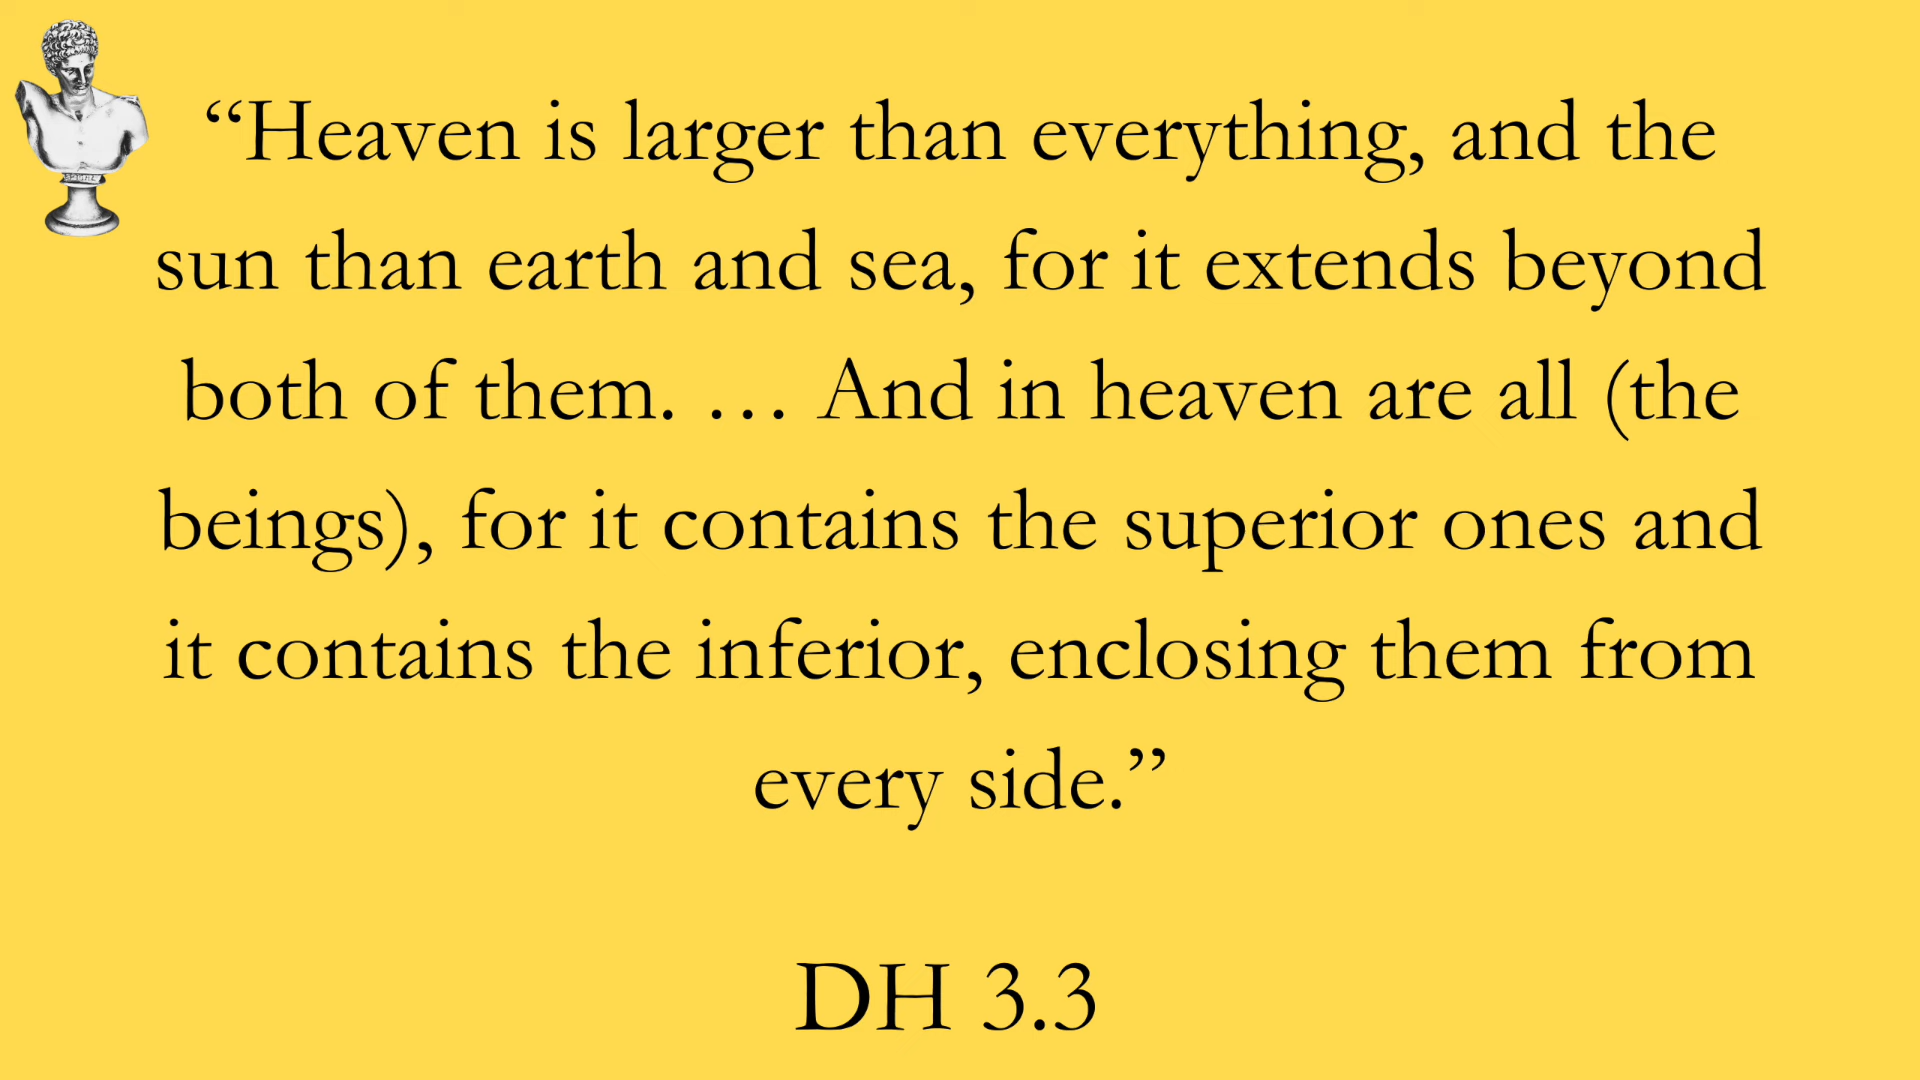 “Heaven is larger than everything, and the
sun than earth and sea, for it extends beyond
both of them. … And in heaven are all (the
beings), for it contains the superior ones and
it contains the inferior, enclosing them from
every side.”
DH 3.3